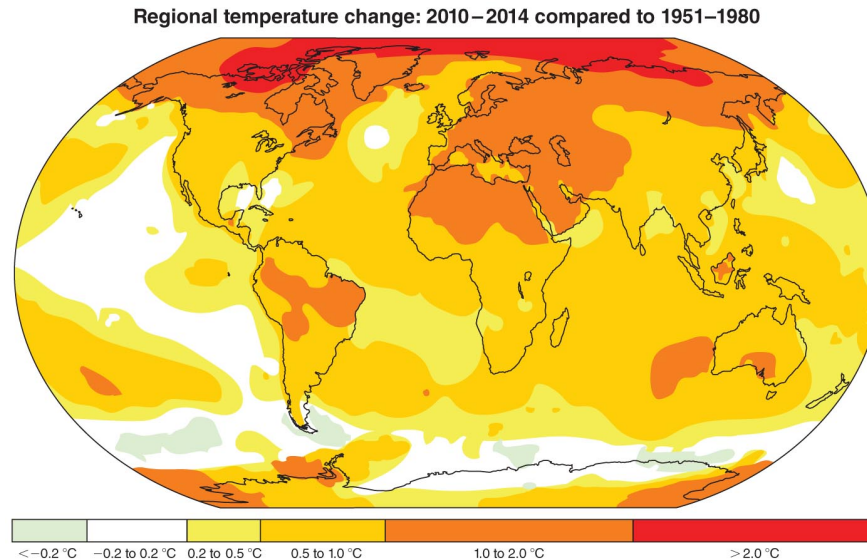 Regional temperature change: 2010–2014 compared to 1951–1980
<−0.2 °C −0.2 to 0.2 °C 0.2 to 0.5 °C 0.5 to 1.0 °C 1.0 to 2.0 °C >2.0 °C